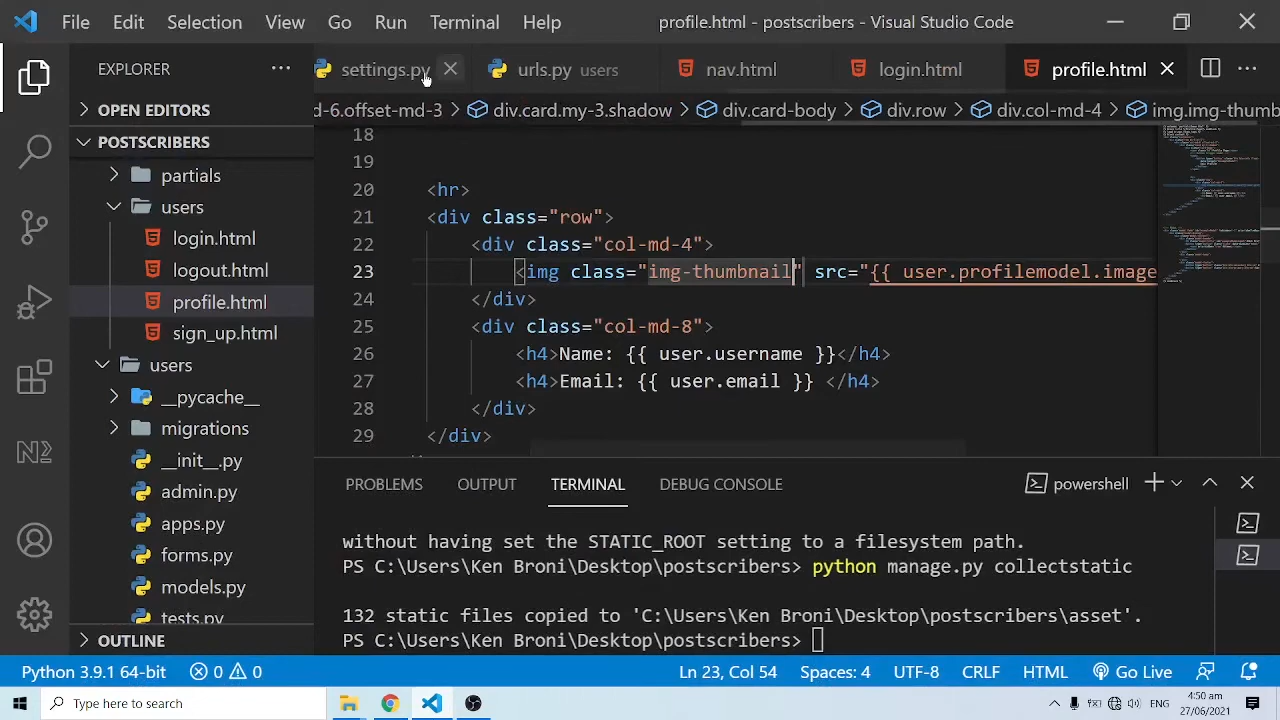 File Edit Selection View Go Run Terminal Help profile.html - postscribers - Visual Studio Code
EXPLORER
settings.py urls.py users nav.html login.html profile.html
OPEN EDITORS
d-6.offset-md-3 > div.card.my-3.shadow > div.card-body > div.row > div.col-md-4 > img.img-thumb
POSTSCRIBERS
partials
users
login.html
logout.html
profile.html
sign_up.html
users
__pycache__
migrations
__init__.py
admin.py
apps.py
forms.py
models.py
tests.py
OUTLINE
18
19
20 <hr>
21 <div class="row">
22 <div class="col-md-4">
23 <img class="img-thumbnail" src="{{ user.profilemodel.image
24 </div>
25 <div class="col-md-8">
26 <h4>Name: {{ user.username }}</h4>
27 <h4>Email: {{ user.email }} </h4>
28 </div>
29 </div>
PROBLEMS OUTPUT TERMINAL DEBUG CONSOLE powershell
without having set the STATIC_ROOT setting to a filesystem path.
PS C:\Users\Ken Broni\Desktop\postscribers> python manage.py collectstatic
132 static files copied to 'C:\Users\Ken Broni\Desktop\postscribers\asset'.
PS C:\Users\Ken Broni\Desktop\postscribers>
Python 3.9.1 64-bit 0 0 Ln 23, Col 54 Spaces: 4 UTF-8 CRLF HTML Go Live
Type here to search
ENG
4:50 am
27/06/2021